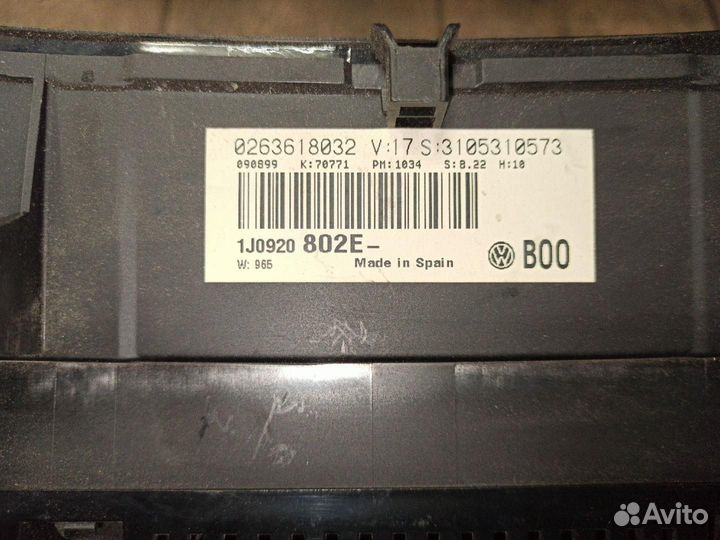 0263618032 V:17 S:3105310573
090899 K:70771 PM:1034 S:8.22 H:10
1J0920 802E-
W: 965 Made in Spain B00
Avito